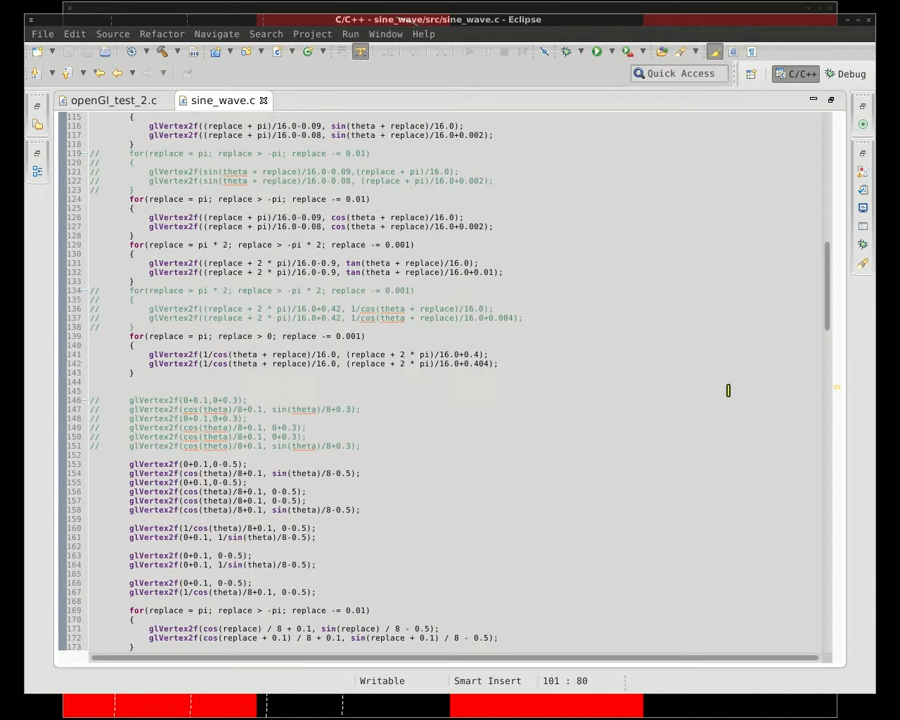 C/C++ - sine_wave/src/sine_wave.c - Eclipse
File Edit Source Refactor Navigate Search Project Run Window Help
Quick Access C/C++ Debug
openGl_test_2.c sine_wave.c
115 {
116 glVertex2f((replace + pi)/16.0-0.09, sin(theta + replace)/16.0);
117 glVertex2f((replace + pi)/16.0-0.08, sin(theta + replace)/16.0+0.002);
118 }
119 // for(replace = pi; replace > -pi; replace -= 0.01)
120 // {
121 // glVertex2f(sin(theta + replace)/16.0-0.09,(replace + pi)/16.0);
122 // glVertex2f(sin(theta + replace)/16.0-0.08, (replace + pi)/16.0+0.002);
123 // }
124 for(replace = pi; replace > -pi; replace -= 0.01)
125 {
126 glVertex2f((replace + pi)/16.0-0.09, cos(theta + replace)/16.0);
127 glVertex2f((replace + pi)/16.0-0.08, cos(theta + replace)/16.0+0.002);
128 }
129 for(replace = pi * 2; replace > -pi * 2; replace -= 0.001)
130 {
131 glVertex2f((replace + 2 * pi)/16.0-0.9, tan(theta + replace)/16.0);
132 glVertex2f((replace + 2 * pi)/16.0-0.9, tan(theta + replace)/16.0+0.01);
133 }
134 // for(replace = pi * 2; replace > -pi * 2; replace -= 0.001)
135 // {
136 // glVertex2f((replace + 2 * pi)/16.0+0.42, 1/cos(theta + replace)/16.0);
137 // glVertex2f((replace + 2 * pi)/16.0+0.42, 1/cos(theta + replace)/16.0+0.004);
138 // }
139 for(replace = pi; replace > 0; replace -= 0.001)
140 {
141 glVertex2f(1/cos(theta + replace)/16.0, (replace + 2 * pi)/16.0+0.4);
142 glVertex2f(1/cos(theta + replace)/16.0, (replace + 2 * pi)/16.0+0.404);
143 }
144
145
146 // glVertex2f(0+0.1,0+0.3);
147 // glVertex2f(cos(theta)/8+0.1, sin(theta)/8+0.3);
148 // glVertex2f(0+0.1,0+0.3);
149 // glVertex2f(cos(theta)/8+0.1, 0+0.3);
150 // glVertex2f(cos(theta)/8+0.1, 0+0.3);
151 // glVertex2f(cos(theta)/8+0.1, sin(theta)/8+0.3);
152
153 glVertex2f(0+0.1,0-0.5);
154 glVertex2f(cos(theta)/8+0.1, sin(theta)/8-0.5);
155 glVertex2f(0+0.1,0-0.5);
156 glVertex2f(cos(theta)/8+0.1, 0-0.5);
157 glVertex2f(cos(theta)/8+0.1, 0-0.5);
158 glVertex2f(cos(theta)/8+0.1, sin(theta)/8-0.5);
159
160 glVertex2f(1/cos(theta)/8+0.1, 0-0.5);
161 glVertex2f(0+0.1, 1/sin(theta)/8-0.5);
162
163 glVertex2f(0+0.1, 0-0.5);
164 glVertex2f(0+0.1, 1/sin(theta)/8-0.5);
165
166 glVertex2f(0+0.1, 0-0.5);
167 glVertex2f(1/cos(theta)/8+0.1, 0-0.5);
168
169 for(replace = pi; replace > -pi; replace -= 0.01)
170 {
171 glVertex2f(cos(replace) / 8 + 0.1, sin(replace) / 8 - 0.5);
172 glVertex2f(cos(replace + 0.1) / 8 + 0.1, sin(replace + 0.1) / 8 - 0.5);
173 }
Writable Smart Insert 101 : 80